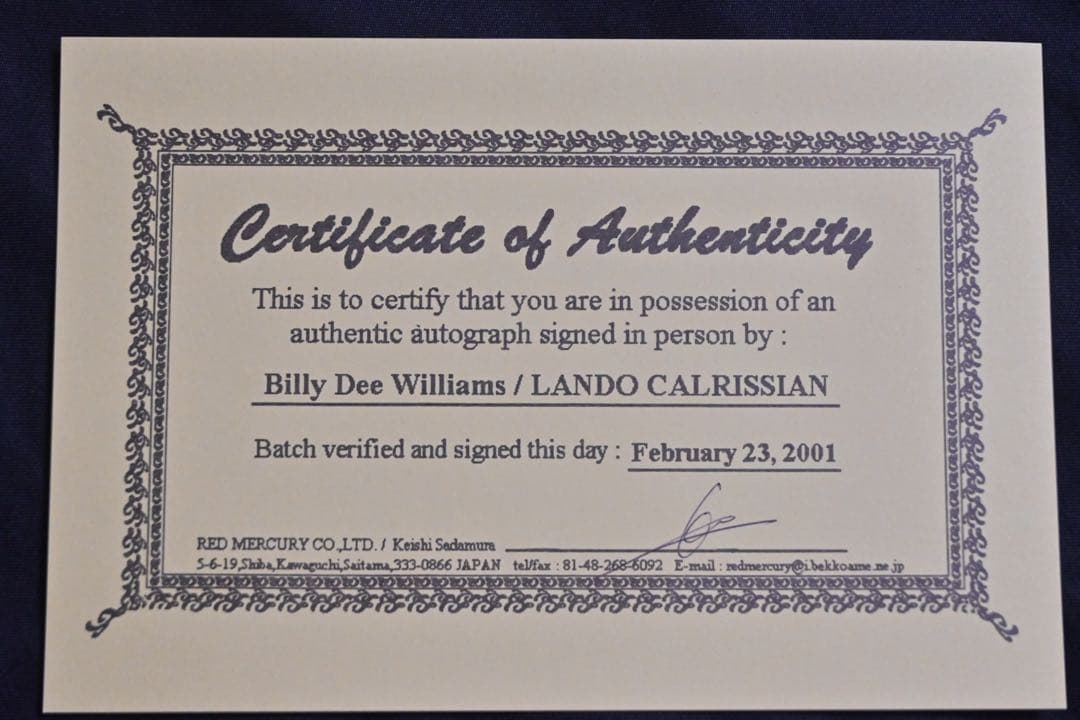 Certificate of Authenticity
This is to certify that you are in possession of an
authentic autograph signed in person by :
Billy Dee Williams / LANDO CALRISSIAN
Batch verified and signed this day : February 23, 2001
RED MERCURY CO.,LTD. / Keishi Sadamura
5-6-19,Shiba,Kawaguchi,Saitama,333-0866 JAPAN tel/fax : 81-48-268-6092 E-mail : redmercury@i.bekkoame.ne.jp